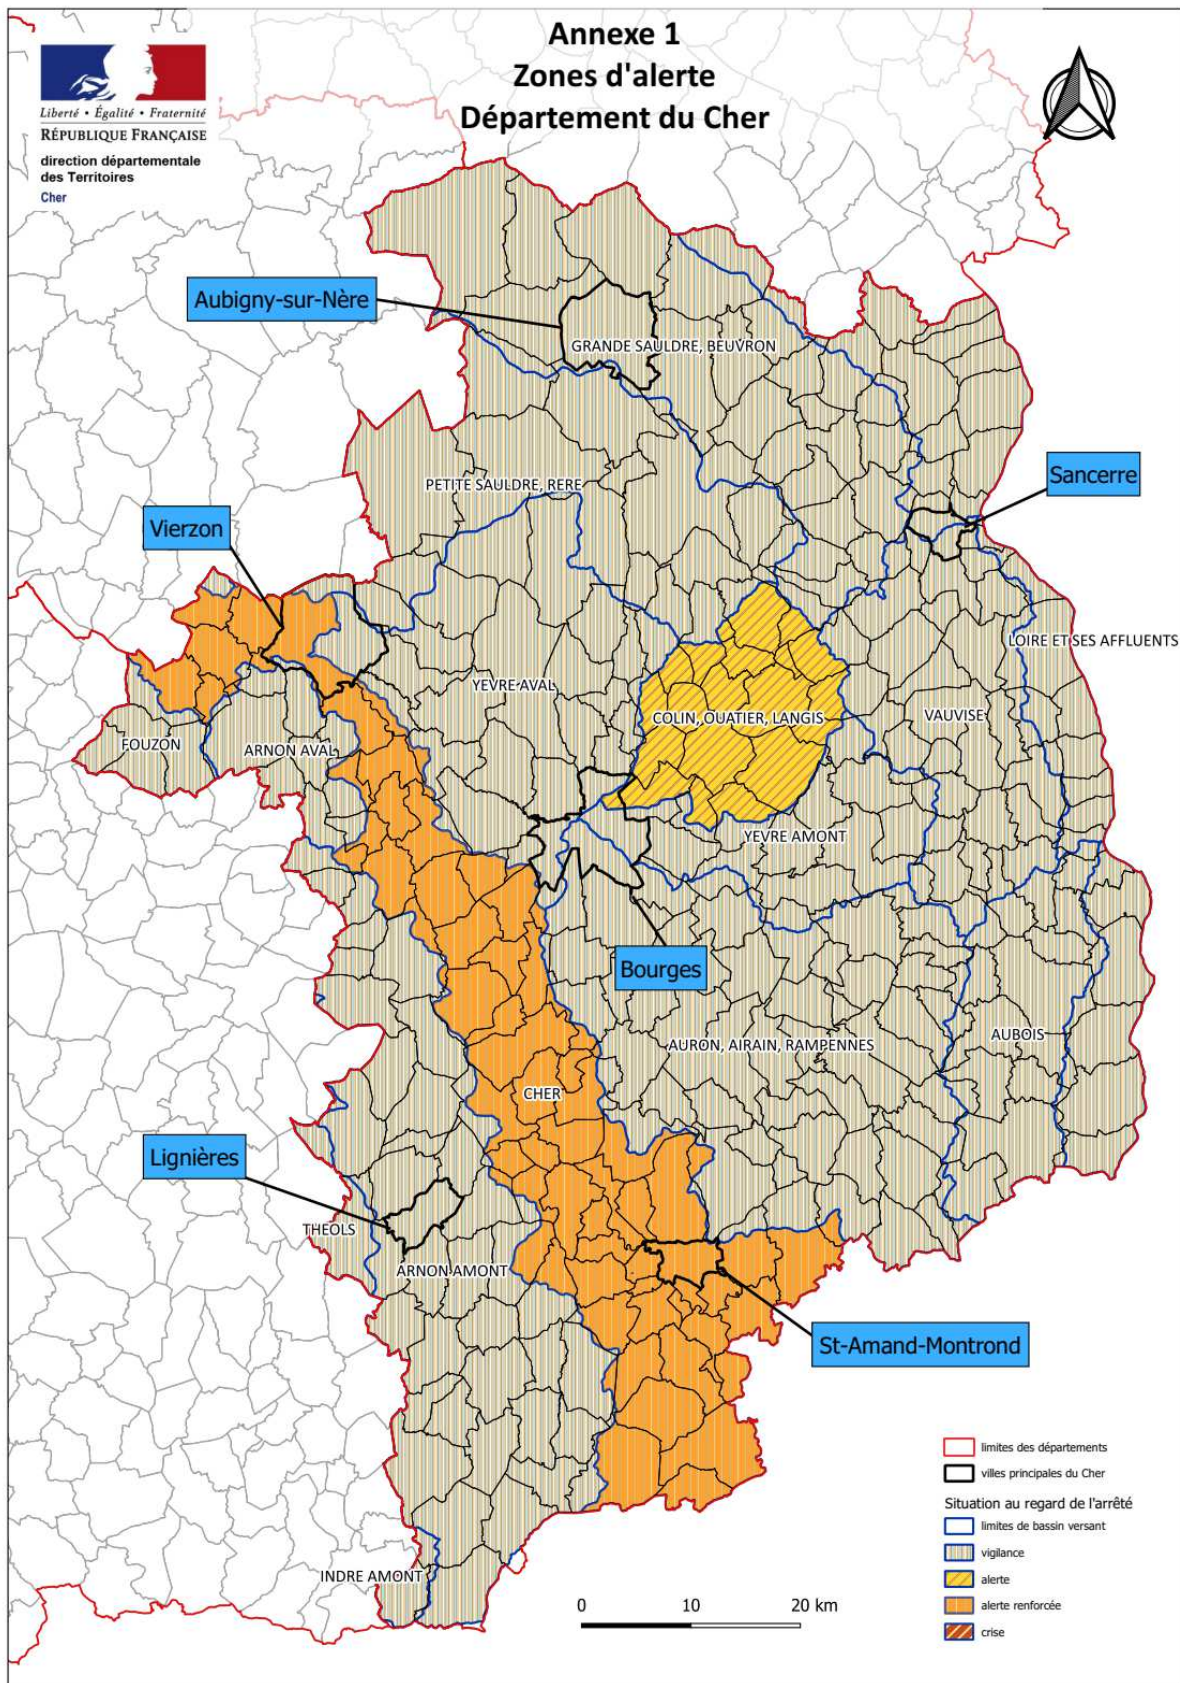 Annexe 1
Zones d'alerte
Département du Cher
Liberté • Égalité • Fraternité
RÉPUBLIQUE FRANÇAISE
direction départementale
des Territoires
Cher
Aubigny-sur-Nère
GRANDE SAULDRE, BEUVRON
Sancerre
PETITE SAULDRE, RERE
Vierzon
LOIRE ET SES AFFLUENTS
YEVRE AVAL
COLIN, OUATIER, LANGIS
VAUVISE
FOUZON
ARNON AVAL
YEVRE AMONT
Bourges
AURON, AIRAIN, RAMPENNES
AUBOIS
CHER
Lignières
THEOLS
ARNON AMONT
St-Amand-Montrond
INDRE AMONT
0 10 20 km
limites des départements
villes principales du Cher
Situation au regard de l'arrêté
limites de bassin versant
vigilance
alerte
alerte renforcée
crise